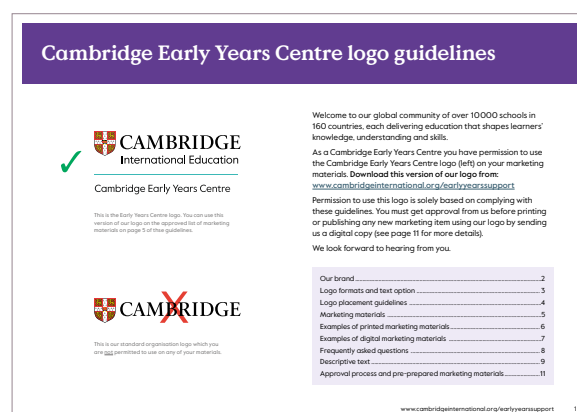 Cambridge Early Years Centre logo guidelines
CAMBRIDGE
International Education
Cambridge Early Years Centre
This is the Early Years Centre logo. You can use this
version of our logo on the approved list of marketing
materials on page 5 of thse guidelines.
CAMBRIDGE
This is our standard organisation logo which you
are not permitted to use on any of your materials.
Welcome to our global community of over 10 000 schools in
160 countries, each delivering education that shapes learners'
knowledge, understanding and skills.
As a Cambridge Early Years Centre you have permission to use
the Cambridge Early Years Centre logo (left) on your marketing
materials. Download this version of our logo from:
www.cambridgeinternational.org/earlyyearssupport
Permission to use this logo is solely based on complying with
these guidelines. You must get approval from us before printing
or publishing any new marketing item using our logo by sending
us a digital copy (see page 11 for more details).
We look forward to hearing from you.
Our brand 2
Logo formats and text option 3
Logo placement guidelines 4
Marketing materials 5
Examples of printed marketing materials 6
Examples of digital marketing materials 7
Frequently asked questions 8
Descriptive text 9
Approval process and pre-prepared marketing materials 11
www.cambridgeinternational.org/earlyyearssupport 1